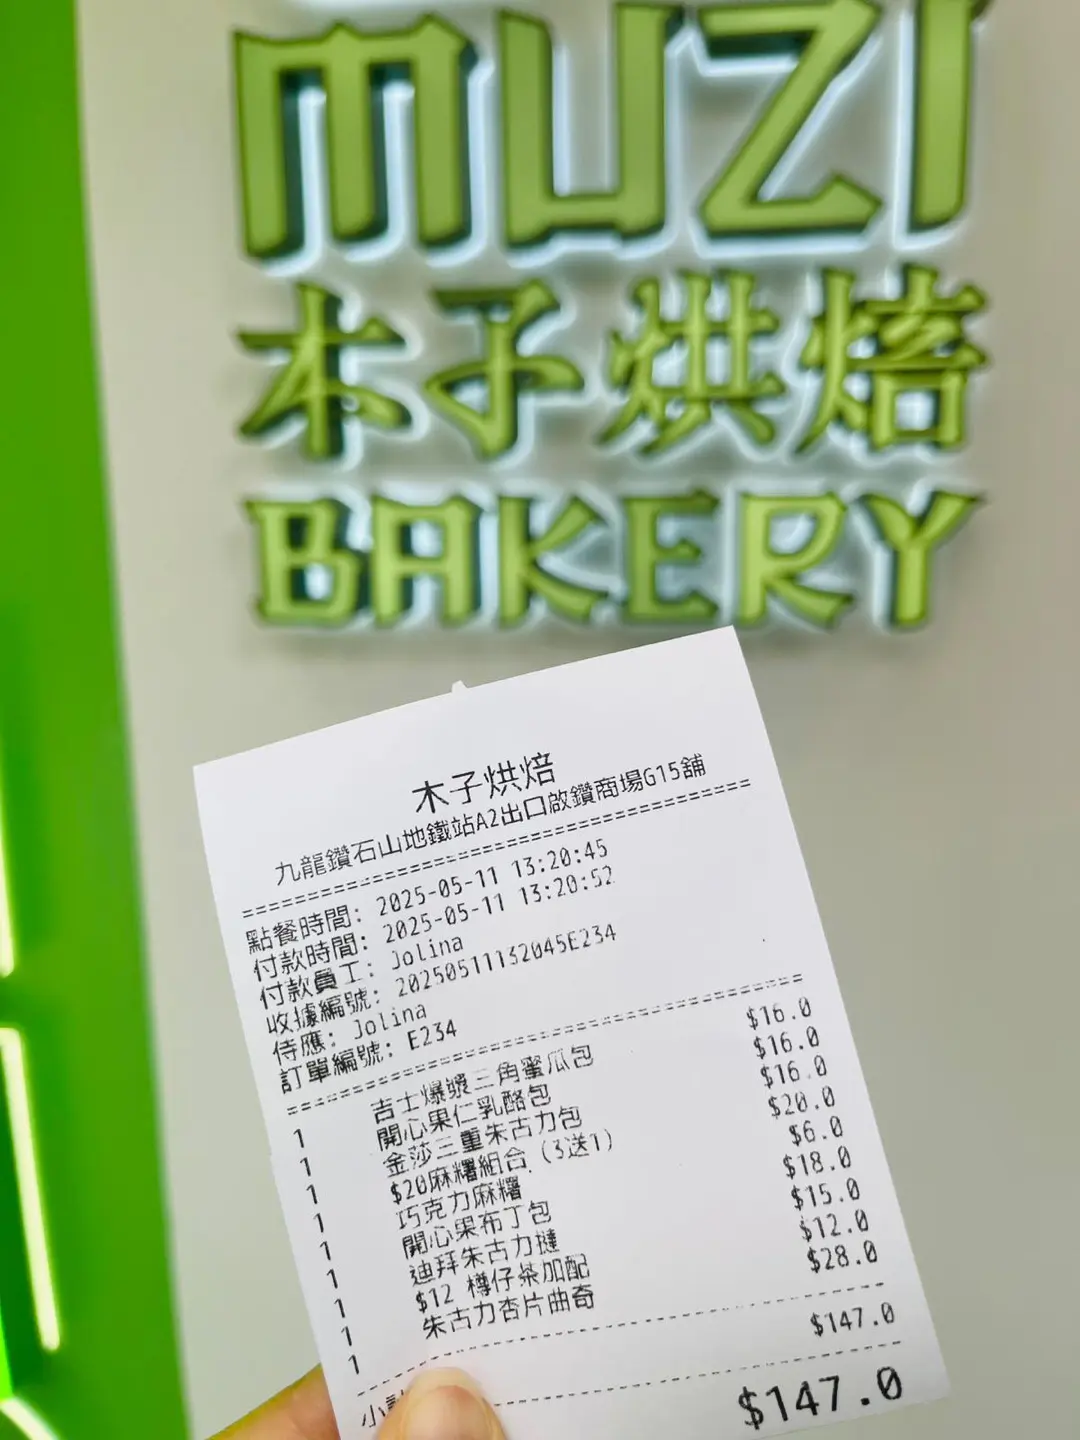 MUZI
木子烘焙
BAKERY
木子烘焙
九龍鑽石山地鐵站A2出口啟鑽商場G15舖
點餐時間: 2025-05-11 13:20:45
付款時間: 2025-05-11 13:20:52
付款員工: Jolina
收據編號: 20250511132045E234
侍應: Jolina
訂單編號: E234
1 吉士爆漿三角蜜瓜包 $16.0
1 開心果仁乳酪包 $16.0
1 金莎三重朱古力包 $16.0
1 $20麻糬組合 (3送1) $20.0
1 巧克力麻糬 $6.0
1 開心果布丁包 $18.0
1 迪拜朱古力撻 $15.0
1 $12 樽仔茶加配 $12.0
1 朱古力杏片曲奇 $28.0
小計 $147.0
$147.0